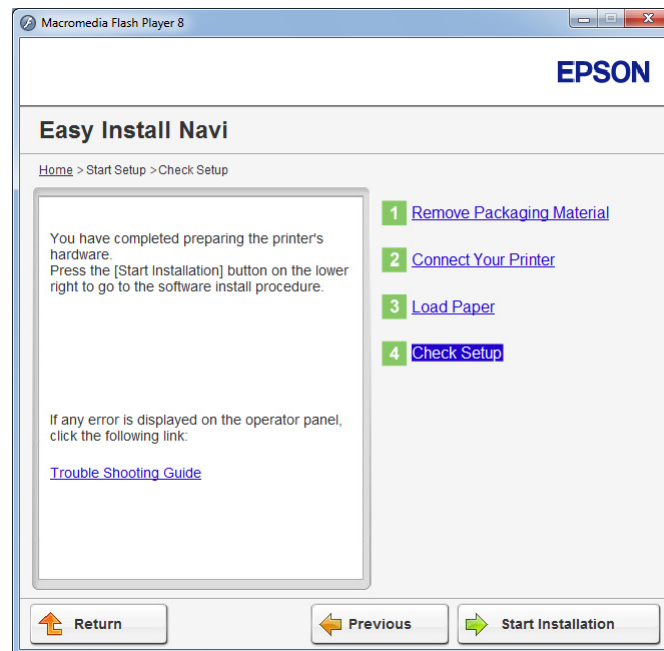 Macromedia Flash Player 8
EPSON
Easy Install Navi
Home > Start Setup >Check Setup
You have completed preparing the printer's
hardware.
Press the [Start Installation] button on the lower
right to go to the software install procedure.
If any error is displayed on the operator panel,
click the following link:
Trouble Shooting Guide
1 Remove Packaging Material
2 Connect Your Printer
3 Load Paper
4 Check Setup
Return
Previous
Start Installation